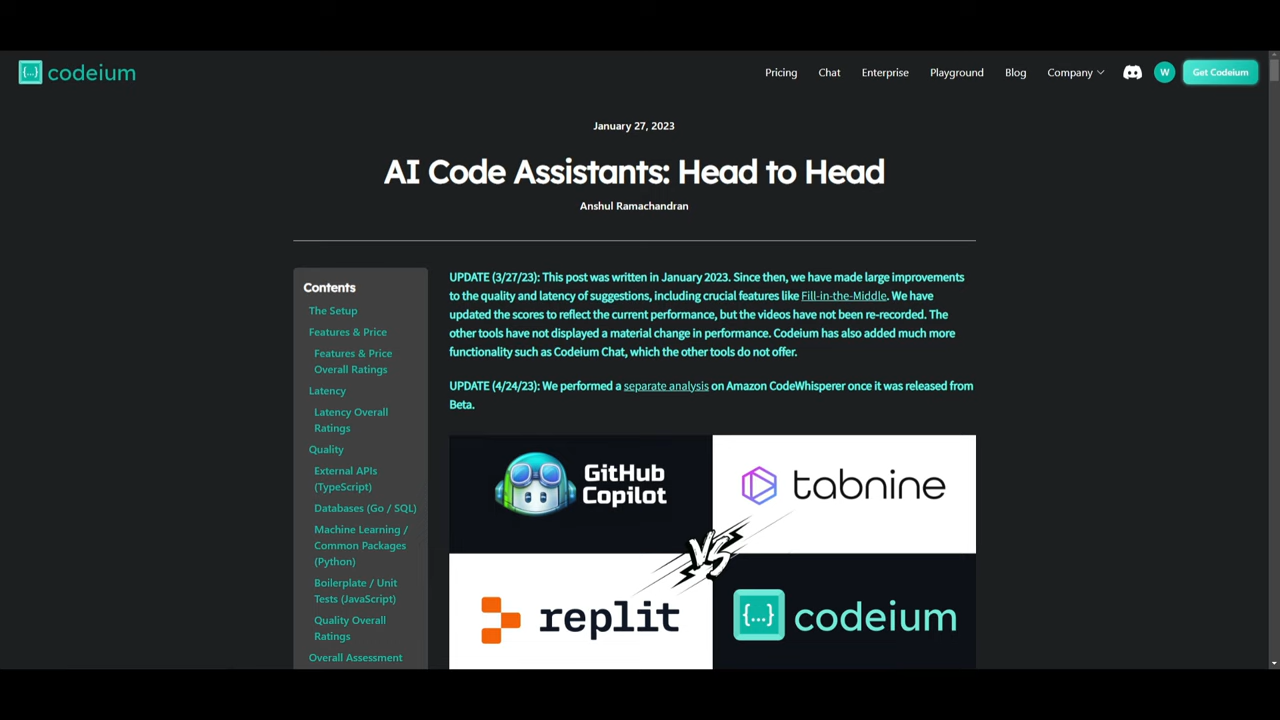 codeium
Pricing
Chat
Enterprise
Playground
Blog
Company
W
Get Codeium
January 27, 2023
AI Code Assistants: Head to Head
Anshul Ramachandran
Contents
The Setup
Features & Price
Features & Price
Overall Ratings
Latency
Latency Overall
Ratings
Quality
External APIs
(TypeScript)
Databases (Go / SQL)
Machine Learning /
Common Packages
(Python)
Boilerplate / Unit
Tests (JavaScript)
Quality Overall
Ratings
Overall Assessment
UPDATE (3/27/23): This post was written in January 2023. Since then, we have made large improvements
to the quality and latency of suggestions, including crucial features like Fill-in-the-Middle. We have
updated the scores to reflect the current performance, but the videos have not been re-recorded. The
other tools have not displayed a material change in performance. Codeium has also added much more
functionality such as Codeium Chat, which the other tools do not offer.
UPDATE (4/24/23): We performed a separate analysis on Amazon CodeWhisperer once it was released from
Beta.
GitHub
Copilot
tabnine
VS
replit
{...} codeium